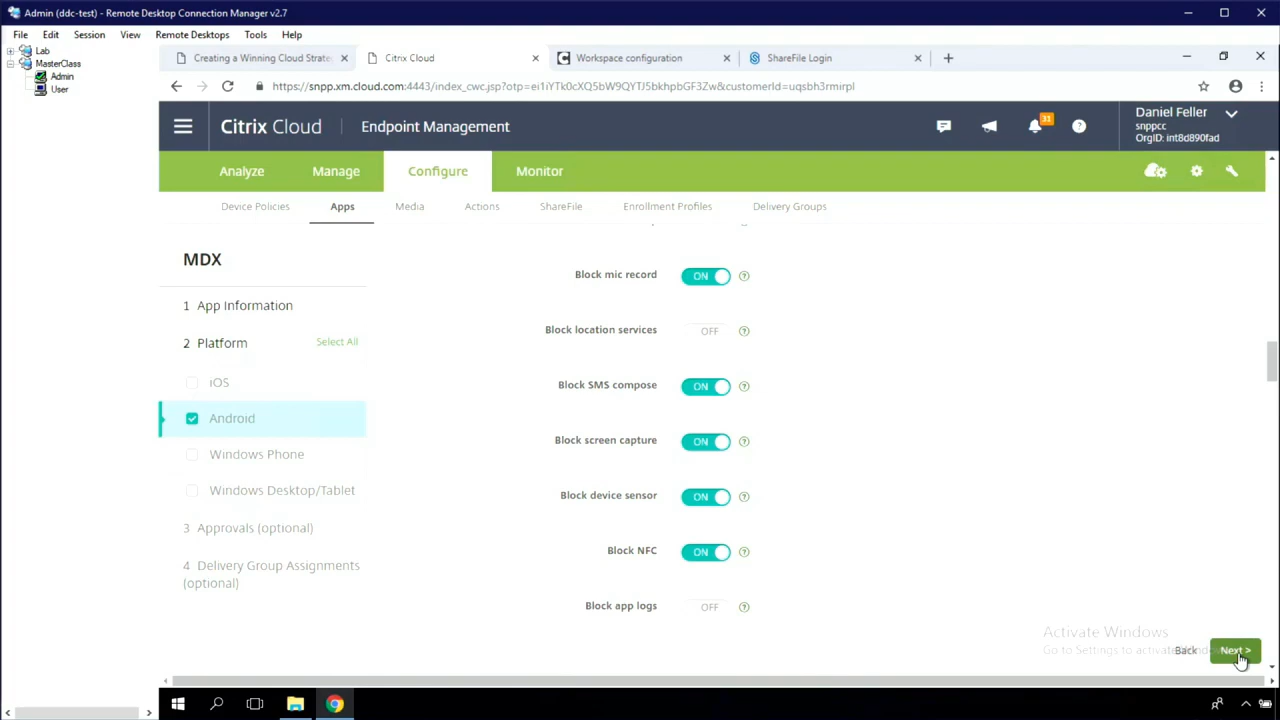 Admin (ddc-test) - Remote Desktop Connection Manager v2.7
File Edit Session View Remote Desktops Tools Help
Lab
MasterClass
Admin
User
Creating a Winning Cloud Strate
Citrix Cloud
Workspace configuration
ShareFile Login
https://snpp.xm.cloud.com:4443/index_cwc.jsp?otp=ei1iYTk0cXQ5bW9QYTJ5bkhpbGF3Zw&customerId=uqsbh3rmirpl
Citrix Cloud Endpoint Management
33
Daniel Feller
snppcc
OrgID: int8d890fad
Analyze Manage Configure Monitor
Device Policies Apps Media Actions ShareFile Enrollment Profiles Delivery Groups
MDX
1 App Information
2 Platform Select All
iOS
Android
Windows Phone
Windows Desktop/Tablet
3 Approvals (optional)
4 Delivery Group Assignments
(optional)
Block mic record ON
Block location services OFF
Block SMS compose ON
Block screen capture ON
Block device sensor ON
Block NFC ON
Block app logs OFF
Activate Windows
Go to Settings to activate
Back
Next >